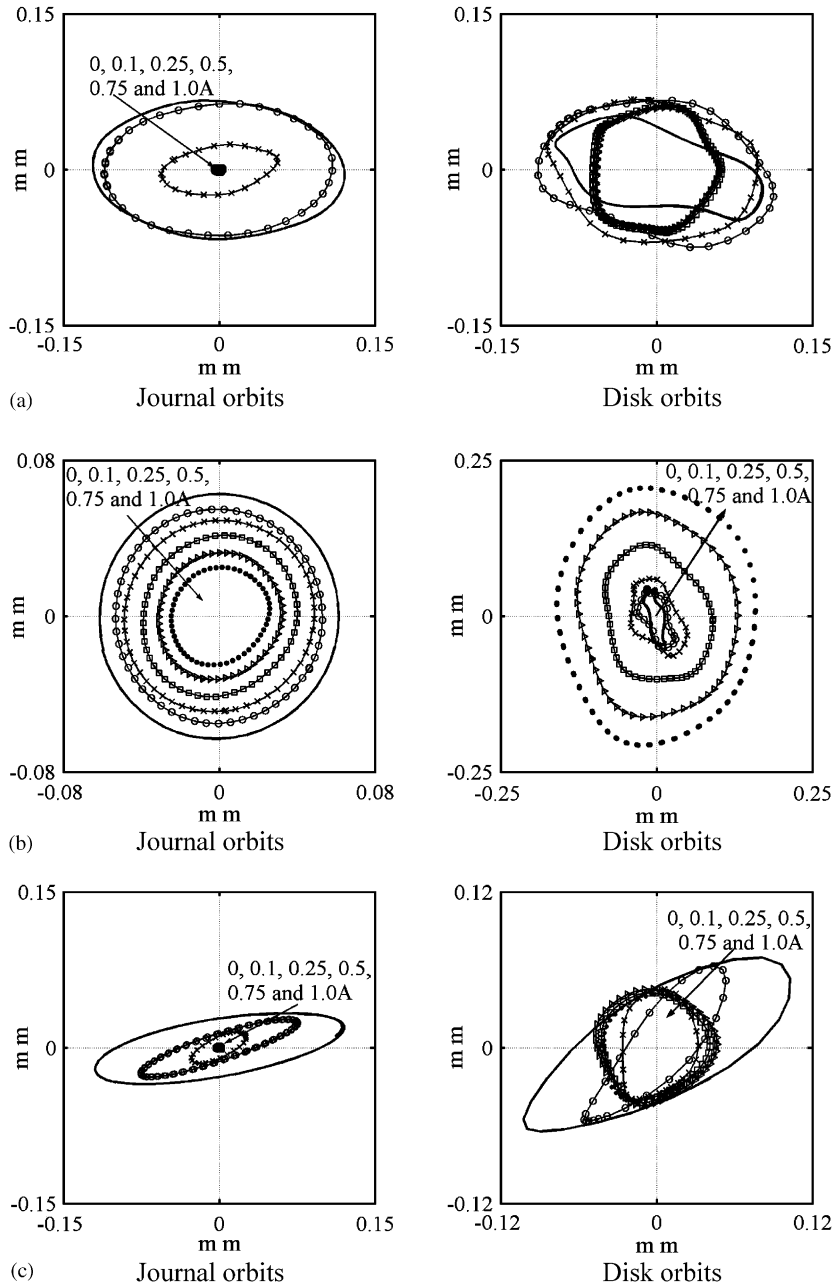 0.15
0, 0.1, 0.25, 0.5,
0.75 and 1.0A
m m
0
-0.15
-0.15
0
0.15
m m
(a)
Journal orbits
0.15
m m
0
-0.15
-0.15
0
0.15
m m
Disk orbits
0.08
0, 0.1, 0.25, 0.5,
0.75 and 1.0A
m m
0
-0.08
-0.08
0
0.08
m m
(b)
Journal orbits
0.25
0, 0.1, 0.25, 0.5,
0.75 and 1.0A
m m
0
-0.25
-0.25
0
0.25
m m
Disk orbits
0.15
0, 0.1, 0.25, 0.5,
0.75 and 1.0A
m m
0
-0.15
-0.15
0
0.15
m m
(c)
Journal orbits
0.12
0, 0.1, 0.25, 0.5,
0.75 and 1.0A
m m
0
-0.12
-0.12
0
0.12
m m
Disk orbits